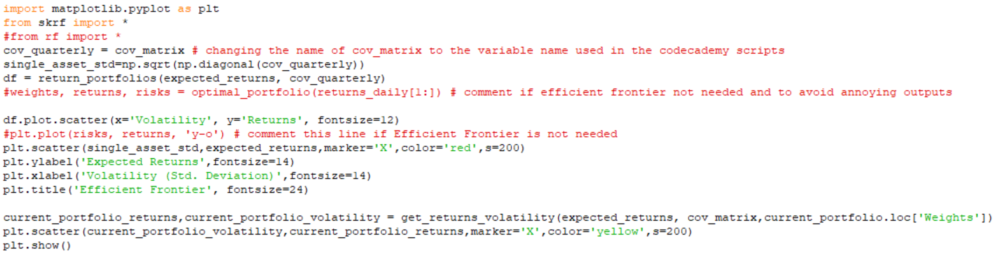 import matplotlib.pyplot as plt
from skrf import *
#from rf import *
cov_quarterly = cov_matrix # changing the name of cov_matrix to the variable name used in the codecademy scripts
single_asset_std=np.sqrt(np.diagonal(cov_quarterly))
df = return_portfolios(expected_returns, cov_quarterly)
#weights, returns, risks = optimal_portfolio(returns_daily[1:]) # comment if efficient frontier not needed and to avoid annoying outputs
df.plot.scatter(x='Volatility', y='Returns', fontsize=12)
#plt.plot(risks, returns, 'y-o') # comment this line if Efficient Frontier is not needed
plt.scatter(single_asset_std,expected_returns,marker='X',color='red',s=200)
plt.ylabel('Expected Returns',fontsize=14)
plt.xlabel('Volatility (Std. Deviation)',fontsize=14)
plt.title('Efficient Frontier', fontsize=24)
current_portfolio_returns,current_portfolio_volatility = get_returns_volatility(expected_returns, cov_matrix,current_portfolio.loc['Weights'])
plt.scatter(current_portfolio_volatility,current_portfolio_returns,marker='X',color='yellow',s=200)
plt.show()